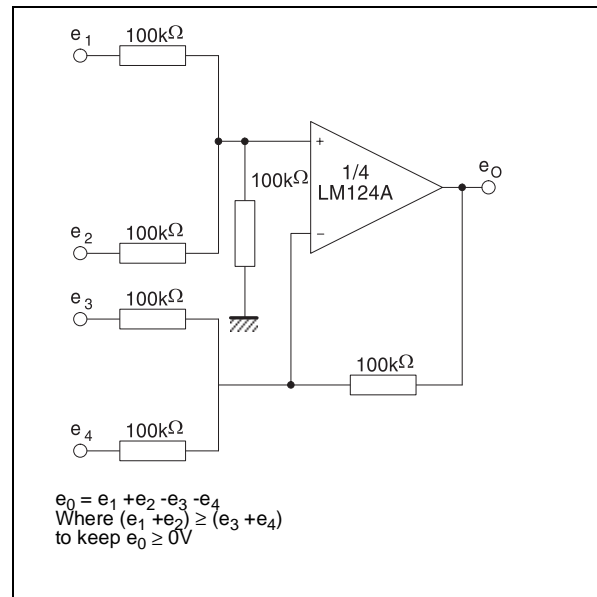 e1 100kΩ
100kΩ
1/4
LM124A
+
-
eO
e2 100kΩ
e3 100kΩ
100kΩ
e4 100kΩ
e0 = e1 +e2 -e3 -e4
Where (e1 +e2) ≥ (e3 +e4)
to keep e0 ≥ 0V